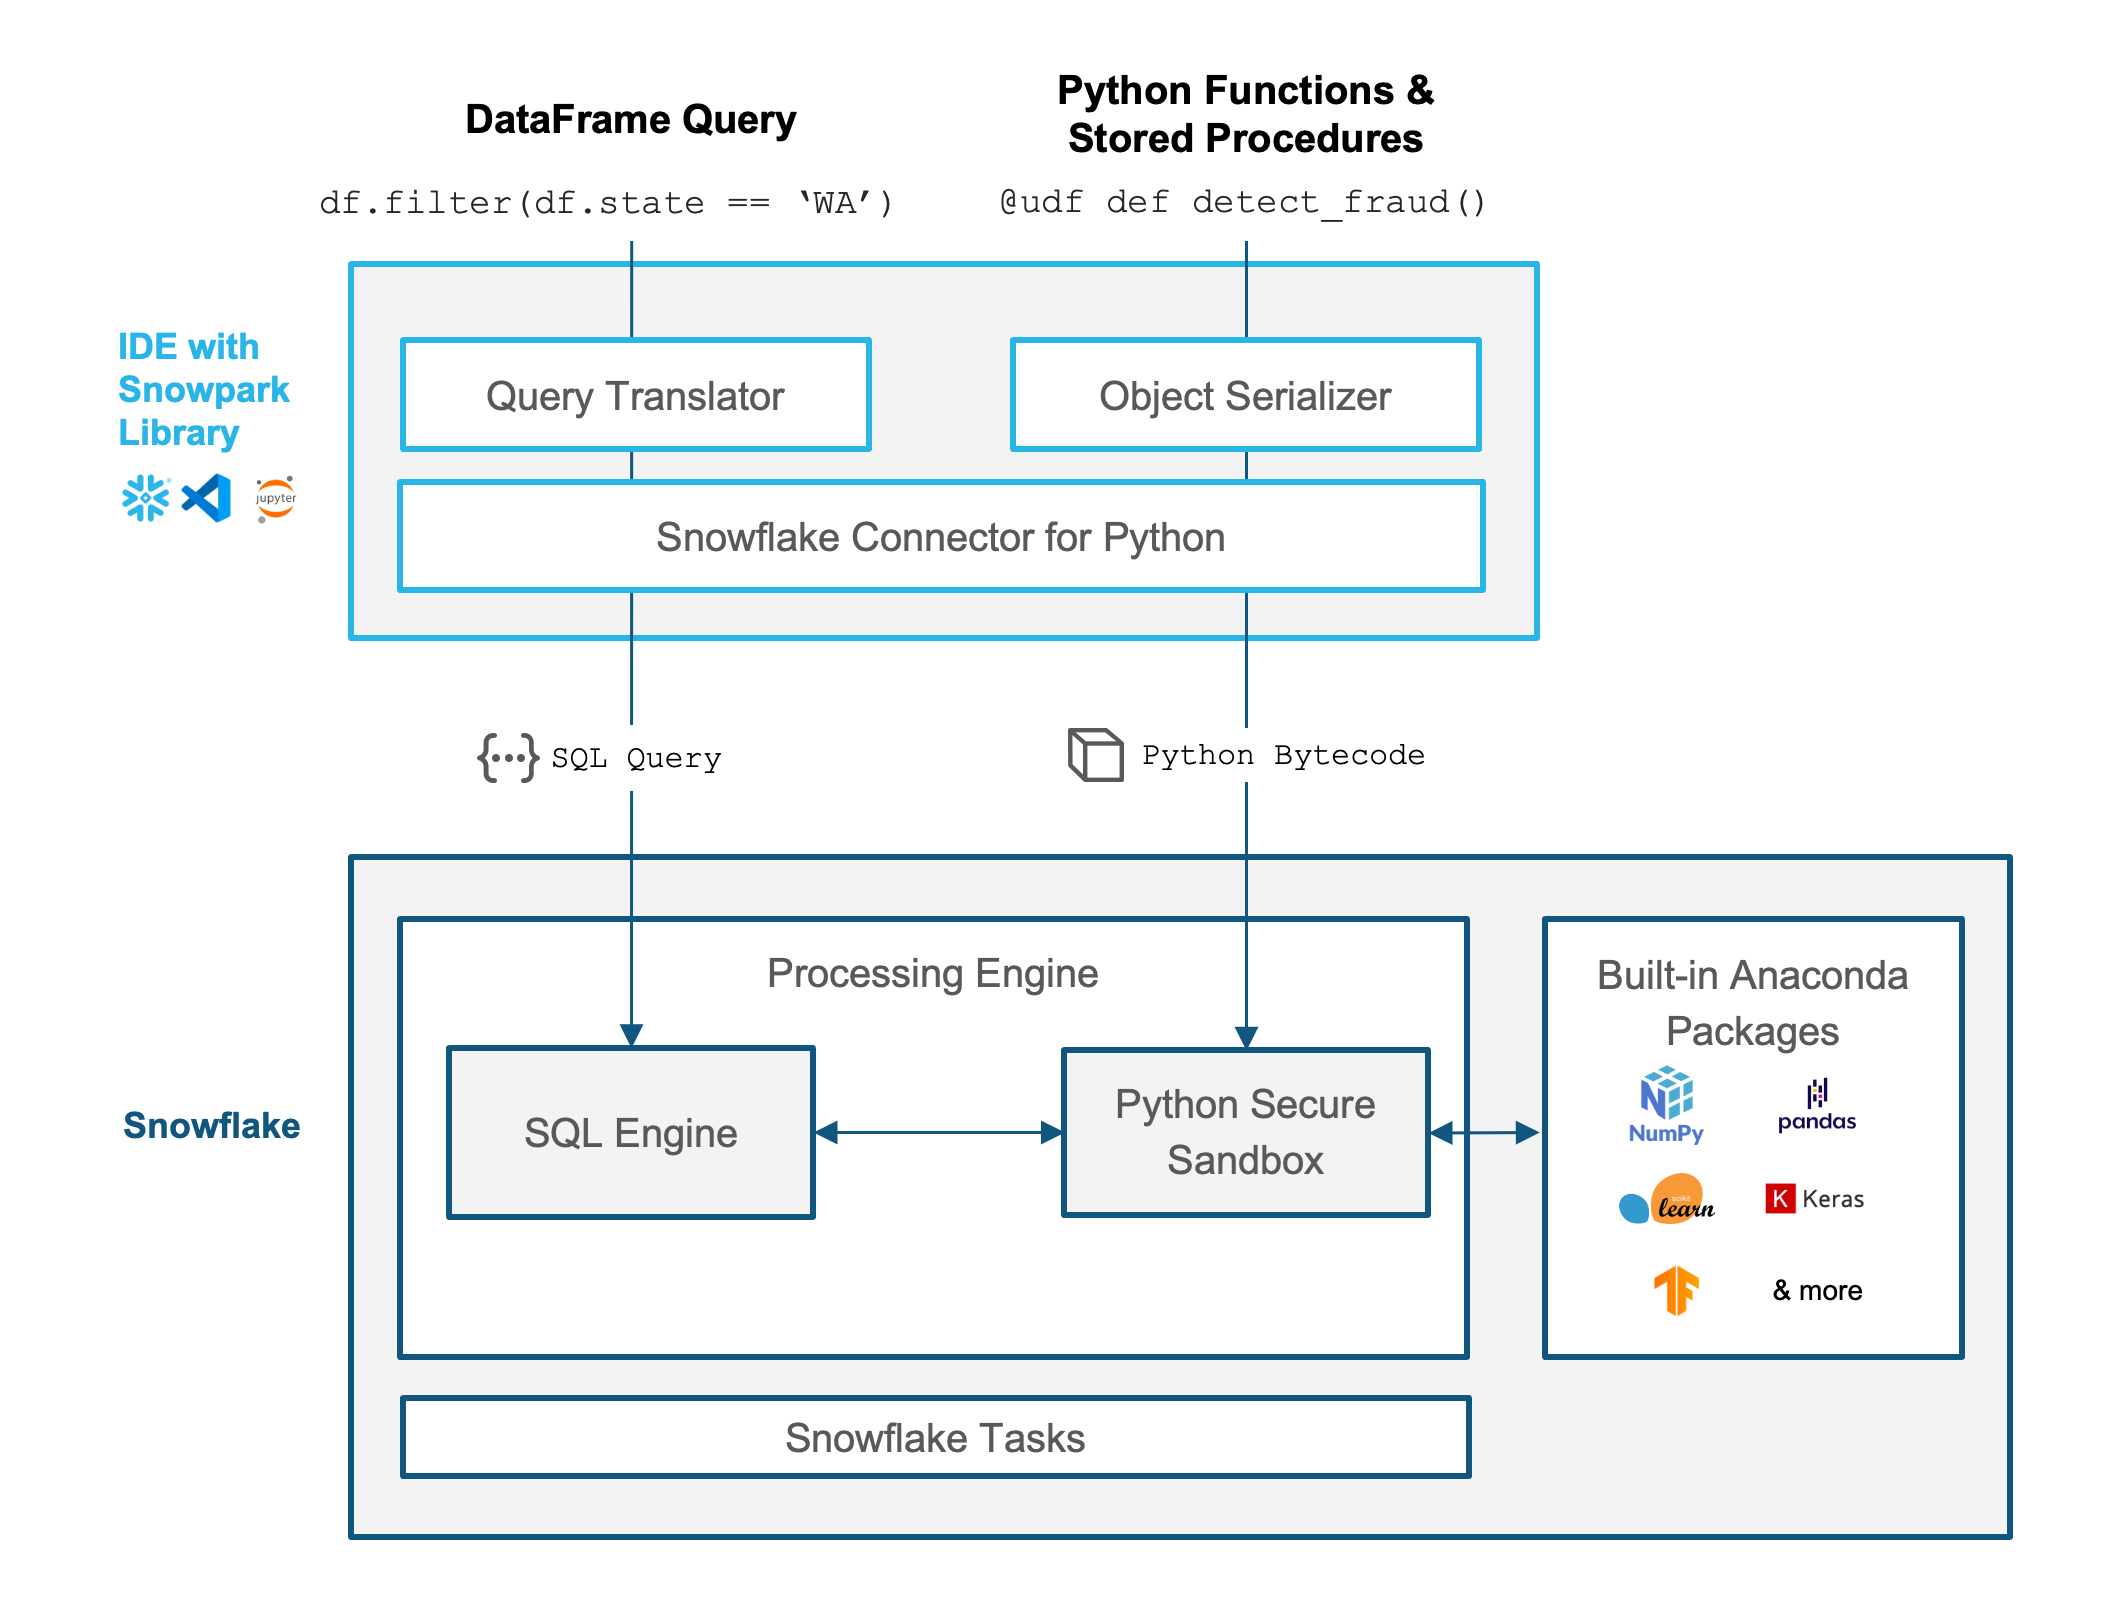 DataFrame Query
Python Functions &
Stored Procedures
df.filter(df.state == ‘WA’)
@udf def detect_fraud()
IDE with
Snowpark
Library
jupyter
Query Translator
Object Serializer
Snowflake Connector for Python
{···} SQL Query
Python Bytecode
Snowflake
Processing Engine
SQL Engine
Python Secure
Sandbox
Built-in Anaconda
Packages
NumPy
pandas
scikit
learn
K Keras
& more
Snowflake Tasks